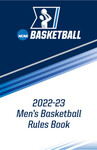 NCAA BASKETBALL
2022-23
Men's Basketball
Rules Book